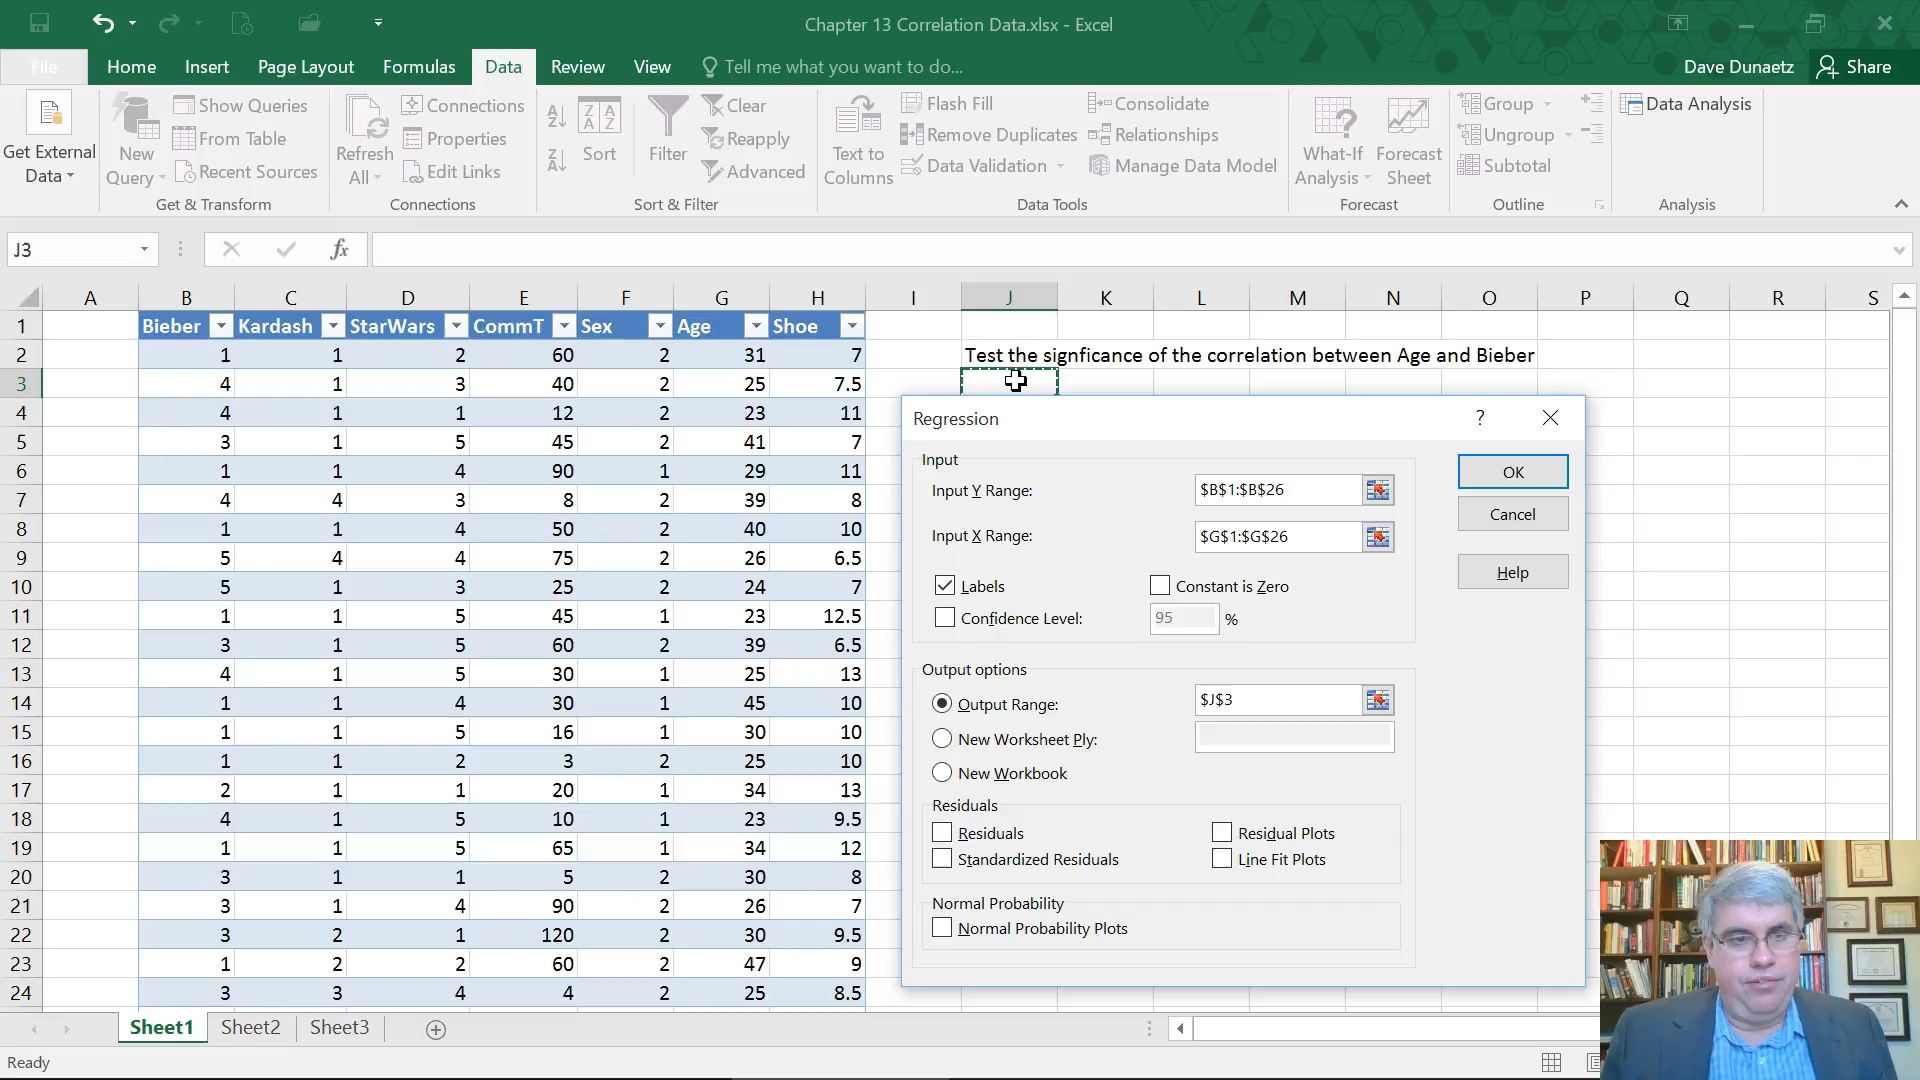 Chapter 13 Correlation Data.xlsx - Excel
File Home Insert Page Layout Formulas Data Review View Tell me what you want to do... Dave Dunaetz Share
Get External Data
New Query
Show Queries
From Table
Recent Sources
Get & Transform
Refresh All
Connections
Properties
Edit Links
Connections
Sort
Filter
Clear
Reapply
Advanced
Sort & Filter
Text to Columns
Flash Fill
Remove Duplicates
Data Validation
Consolidate
Relationships
Manage Data Model
Data Tools
What-If Analysis
Forecast Sheet
Forecast
Group
Ungroup
Subtotal
Outline
Data Analysis
Analysis
J3 fx
A B C D E F G H I J K L M N O P Q R S
1 Bieber Kardash StarWars CommT Sex Age Shoe
2 1 1 2 60 2 31 7 Test the signficance of the correlation between Age and Bieber
3 4 1 3 40 2 25 7.5
4 4 1 1 12 2 23 11
5 3 1 5 45 2 41 7
6 1 1 4 90 1 29 11
7 4 4 3 8 2 39 8
8 1 1 4 50 2 40 10
9 5 4 4 75 2 26 6.5
10 5 1 3 25 2 24 7
11 1 1 5 45 1 23 12.5
12 3 1 5 60 2 39 6.5
13 4 1 5 30 1 25 13
14 1 1 4 30 1 45 10
15 1 1 5 16 1 30 10
16 1 1 2 3 2 25 10
17 2 1 1 20 1 34 13
18 4 1 5 10 1 23 9.5
19 1 1 5 65 1 34 12
20 3 1 1 5 2 30 8
21 3 1 4 90 2 26 7
22 3 2 1 120 2 30 9.5
23 1 2 2 60 2 47 9
24 3 3 4 4 2 25 8.5
Regression ?
Input
Input Y Range: $B$1:$B$26
Input X Range: $G$1:$G$26
Labels Constant is Zero
Confidence Level: 95 %
OK
Cancel
Help
Output options
Output Range: $J$3
New Worksheet Ply:
New Workbook
Residuals
Residuals Residual Plots
Standardized Residuals Line Fit Plots
Normal Probability
Normal Probability Plots
Sheet1 Sheet2 Sheet3
Ready